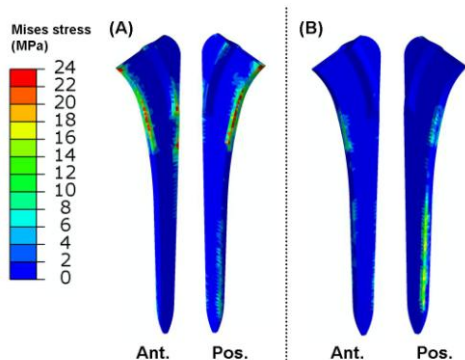 Mises stress
(MPa)
(A)
(B)
24
22
20
18
16
14
12
10
8
6
4
2
0
Ant.
Pos.
Ant.
Pos.